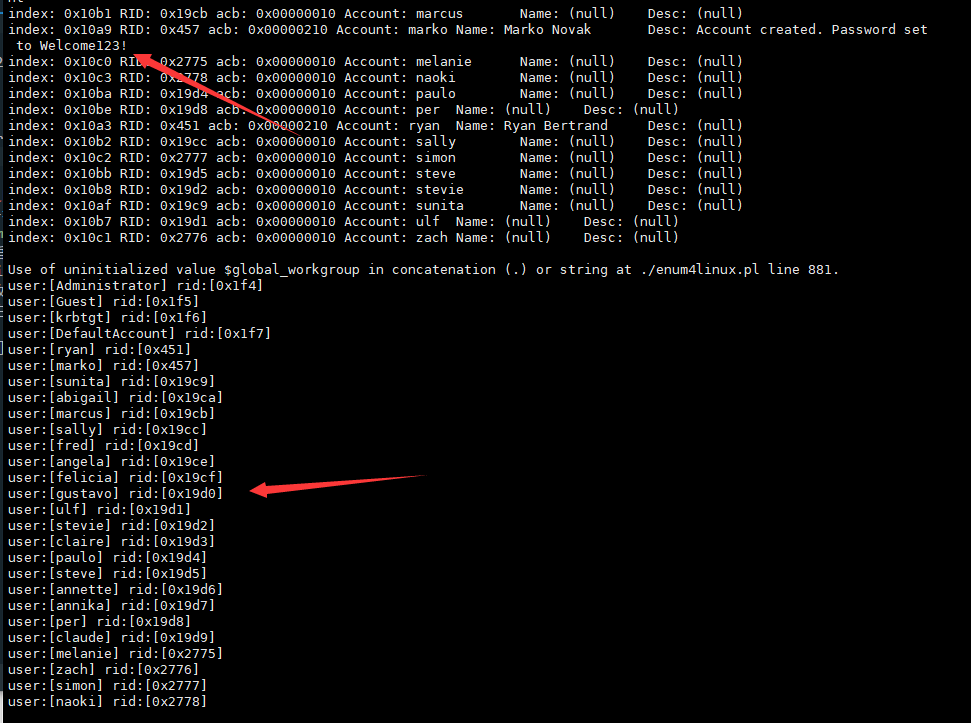 index: 0x10b1 RID: 0x19cb acb: 0x00000010 Account: marcus       Name: (null)    Desc: (null)
index: 0x10a9 RID: 0x457 acb: 0x00000210 Account: marko Name: Marko Novak       Desc: Account created. Password set
 to Welcome123!
index: 0x10c0 RID: 0x2775 acb: 0x00000010 Account: melanie      Name: (null)    Desc: (null)
index: 0x10c3 RID: 0x2778 acb: 0x00000010 Account: naoki        Name: (null)    Desc: (null)
index: 0x10ba RID: 0x19d4 acb: 0x00000010 Account: paulo        Name: (null)    Desc: (null)
index: 0x10be RID: 0x19d8 acb: 0x00000010 Account: per  Name: (null)    Desc: (null)
index: 0x10a3 RID: 0x451 acb: 0x00000210 Account: ryan  Name: Ryan Bertrand     Desc: (null)
index: 0x10b2 RID: 0x19cc acb: 0x00000010 Account: sally        Name: (null)    Desc: (null)
index: 0x10c2 RID: 0x2777 acb: 0x00000010 Account: simon        Name: (null)    Desc: (null)
index: 0x10bb RID: 0x19d5 acb: 0x00000010 Account: steve        Name: (null)    Desc: (null)
index: 0x10b8 RID: 0x19d2 acb: 0x00000010 Account: stevie       Name: (null)    Desc: (null)
index: 0x10af RID: 0x19c9 acb: 0x00000010 Account: sunita       Name: (null)    Desc: (null)
index: 0x10b7 RID: 0x19d1 acb: 0x00000010 Account: ulf  Name: (null)    Desc: (null)
index: 0x10c1 RID: 0x2776 acb: 0x00000010 Account: zach Name: (null)    Desc: (null)
Use of uninitialized value $global_workgroup in concatenation (.) or string at ./enum4linux.pl line 881.
user:[Administrator] rid:[0x1f4]
user:[Guest] rid:[0x1f5]
user:[krbtgt] rid:[0x1f6]
user:[DefaultAccount] rid:[0x1f7]
user:[ryan] rid:[0x451]
user:[marko] rid:[0x457]
user:[sunita] rid:[0x19c9]
user:[abigail] rid:[0x19ca]
user:[marcus] rid:[0x19cb]
user:[sally] rid:[0x19cc]
user:[fred] rid:[0x19cd]
user:[angela] rid:[0x19ce]
user:[felicia] rid:[0x19cf]
user:[gustavo] rid:[0x19d0]
user:[ulf] rid:[0x19d1]
user:[stevie] rid:[0x19d2]
user:[claire] rid:[0x19d3]
user:[paulo] rid:[0x19d4]
user:[steve] rid:[0x19d5]
user:[annette] rid:[0x19d6]
user:[annika] rid:[0x19d7]
user:[per] rid:[0x19d8]
user:[claude] rid:[0x19d9]
user:[melanie] rid:[0x2775]
user:[zach] rid:[0x2776]
user:[simon] rid:[0x2777]
user:[naoki] rid:[0x2778]